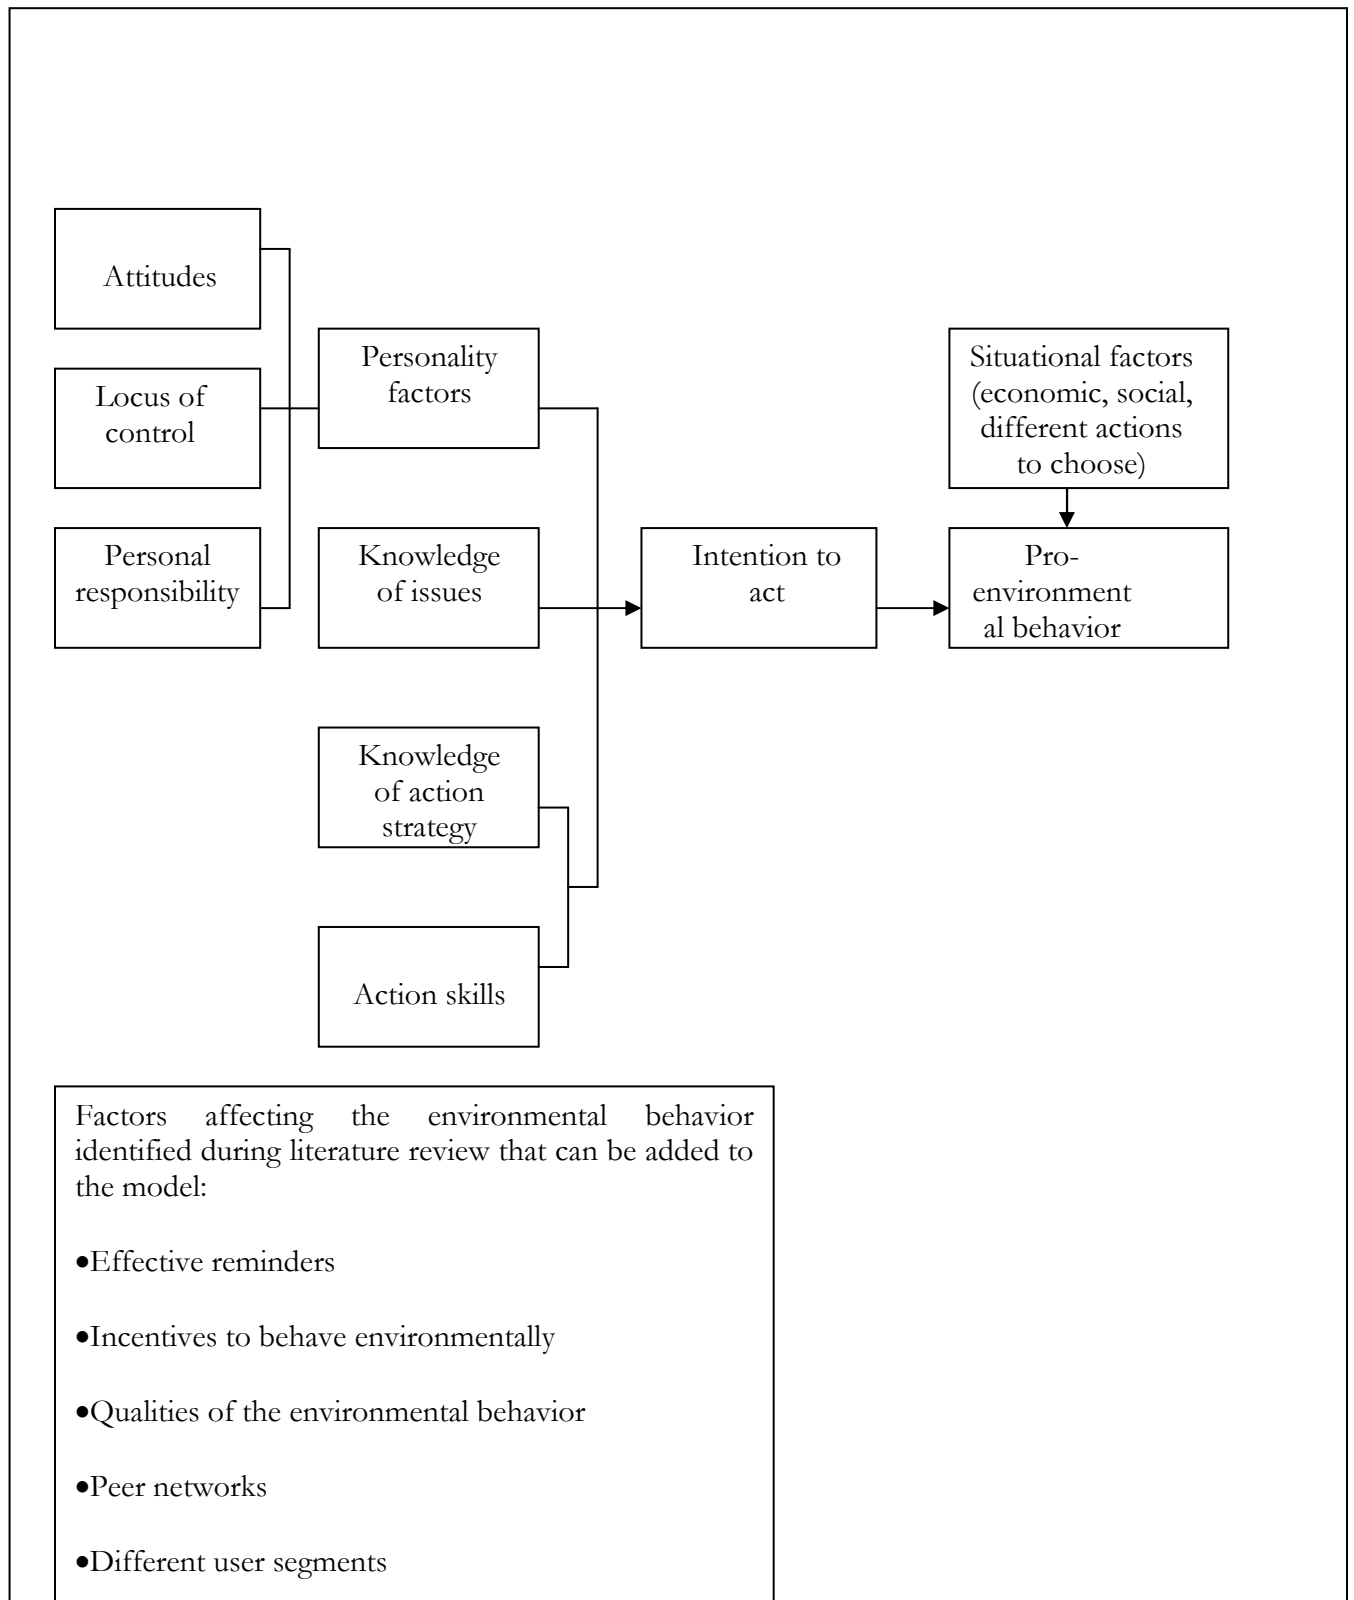 Attitudes
Locus of
control
Personal
responsibility
Personality
factors
Knowledge
of issues
Knowledge
of action
strategy
Action skills
Intention to
act
Situational factors
(economic, social,
different actions
to choose)
Pro-
environment
al behavior
Factors affecting the environmental behavior
identified during literature review that can be added to
the model:
•Effective reminders
•Incentives to behave environmentally
•Qualities of the environmental behavior
•Peer networks
•Different user segments